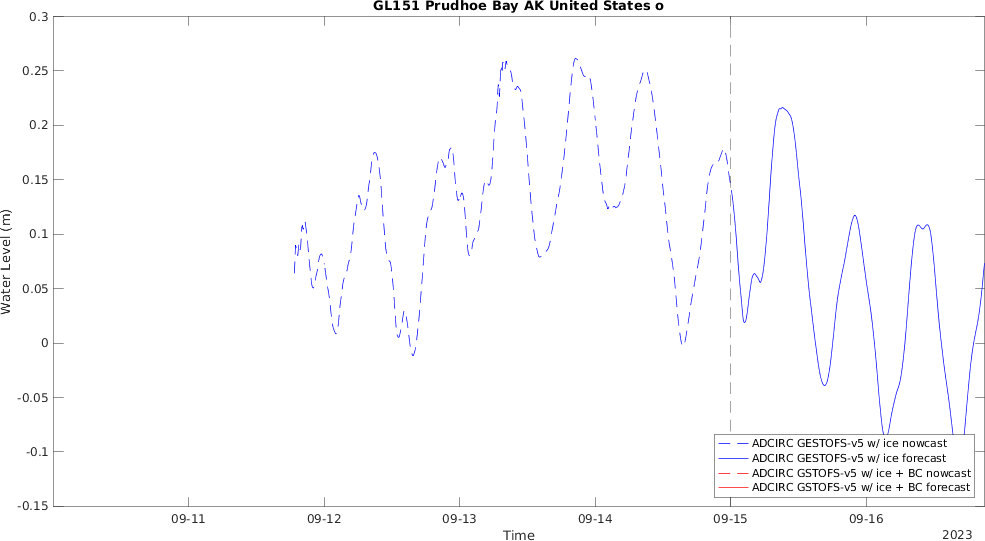 GL151 Prudhoe Bay AK United States o
0.3
0.25
0.2
0.15
0.1
0.05
0
-0.05
-0.1
-0.15
Water Level (m)
ADCIRC GESTOFS-v5 w/ ice nowcast
ADCIRC GESTOFS-v5 w/ ice forecast
ADCIRC GSTOFS-v5 w/ ice + BC nowcast
ADCIRC GSTOFS-v5 w/ ice + BC forecast
09-11 09-12 09-13 09-14 09-15 09-16
Time
2023